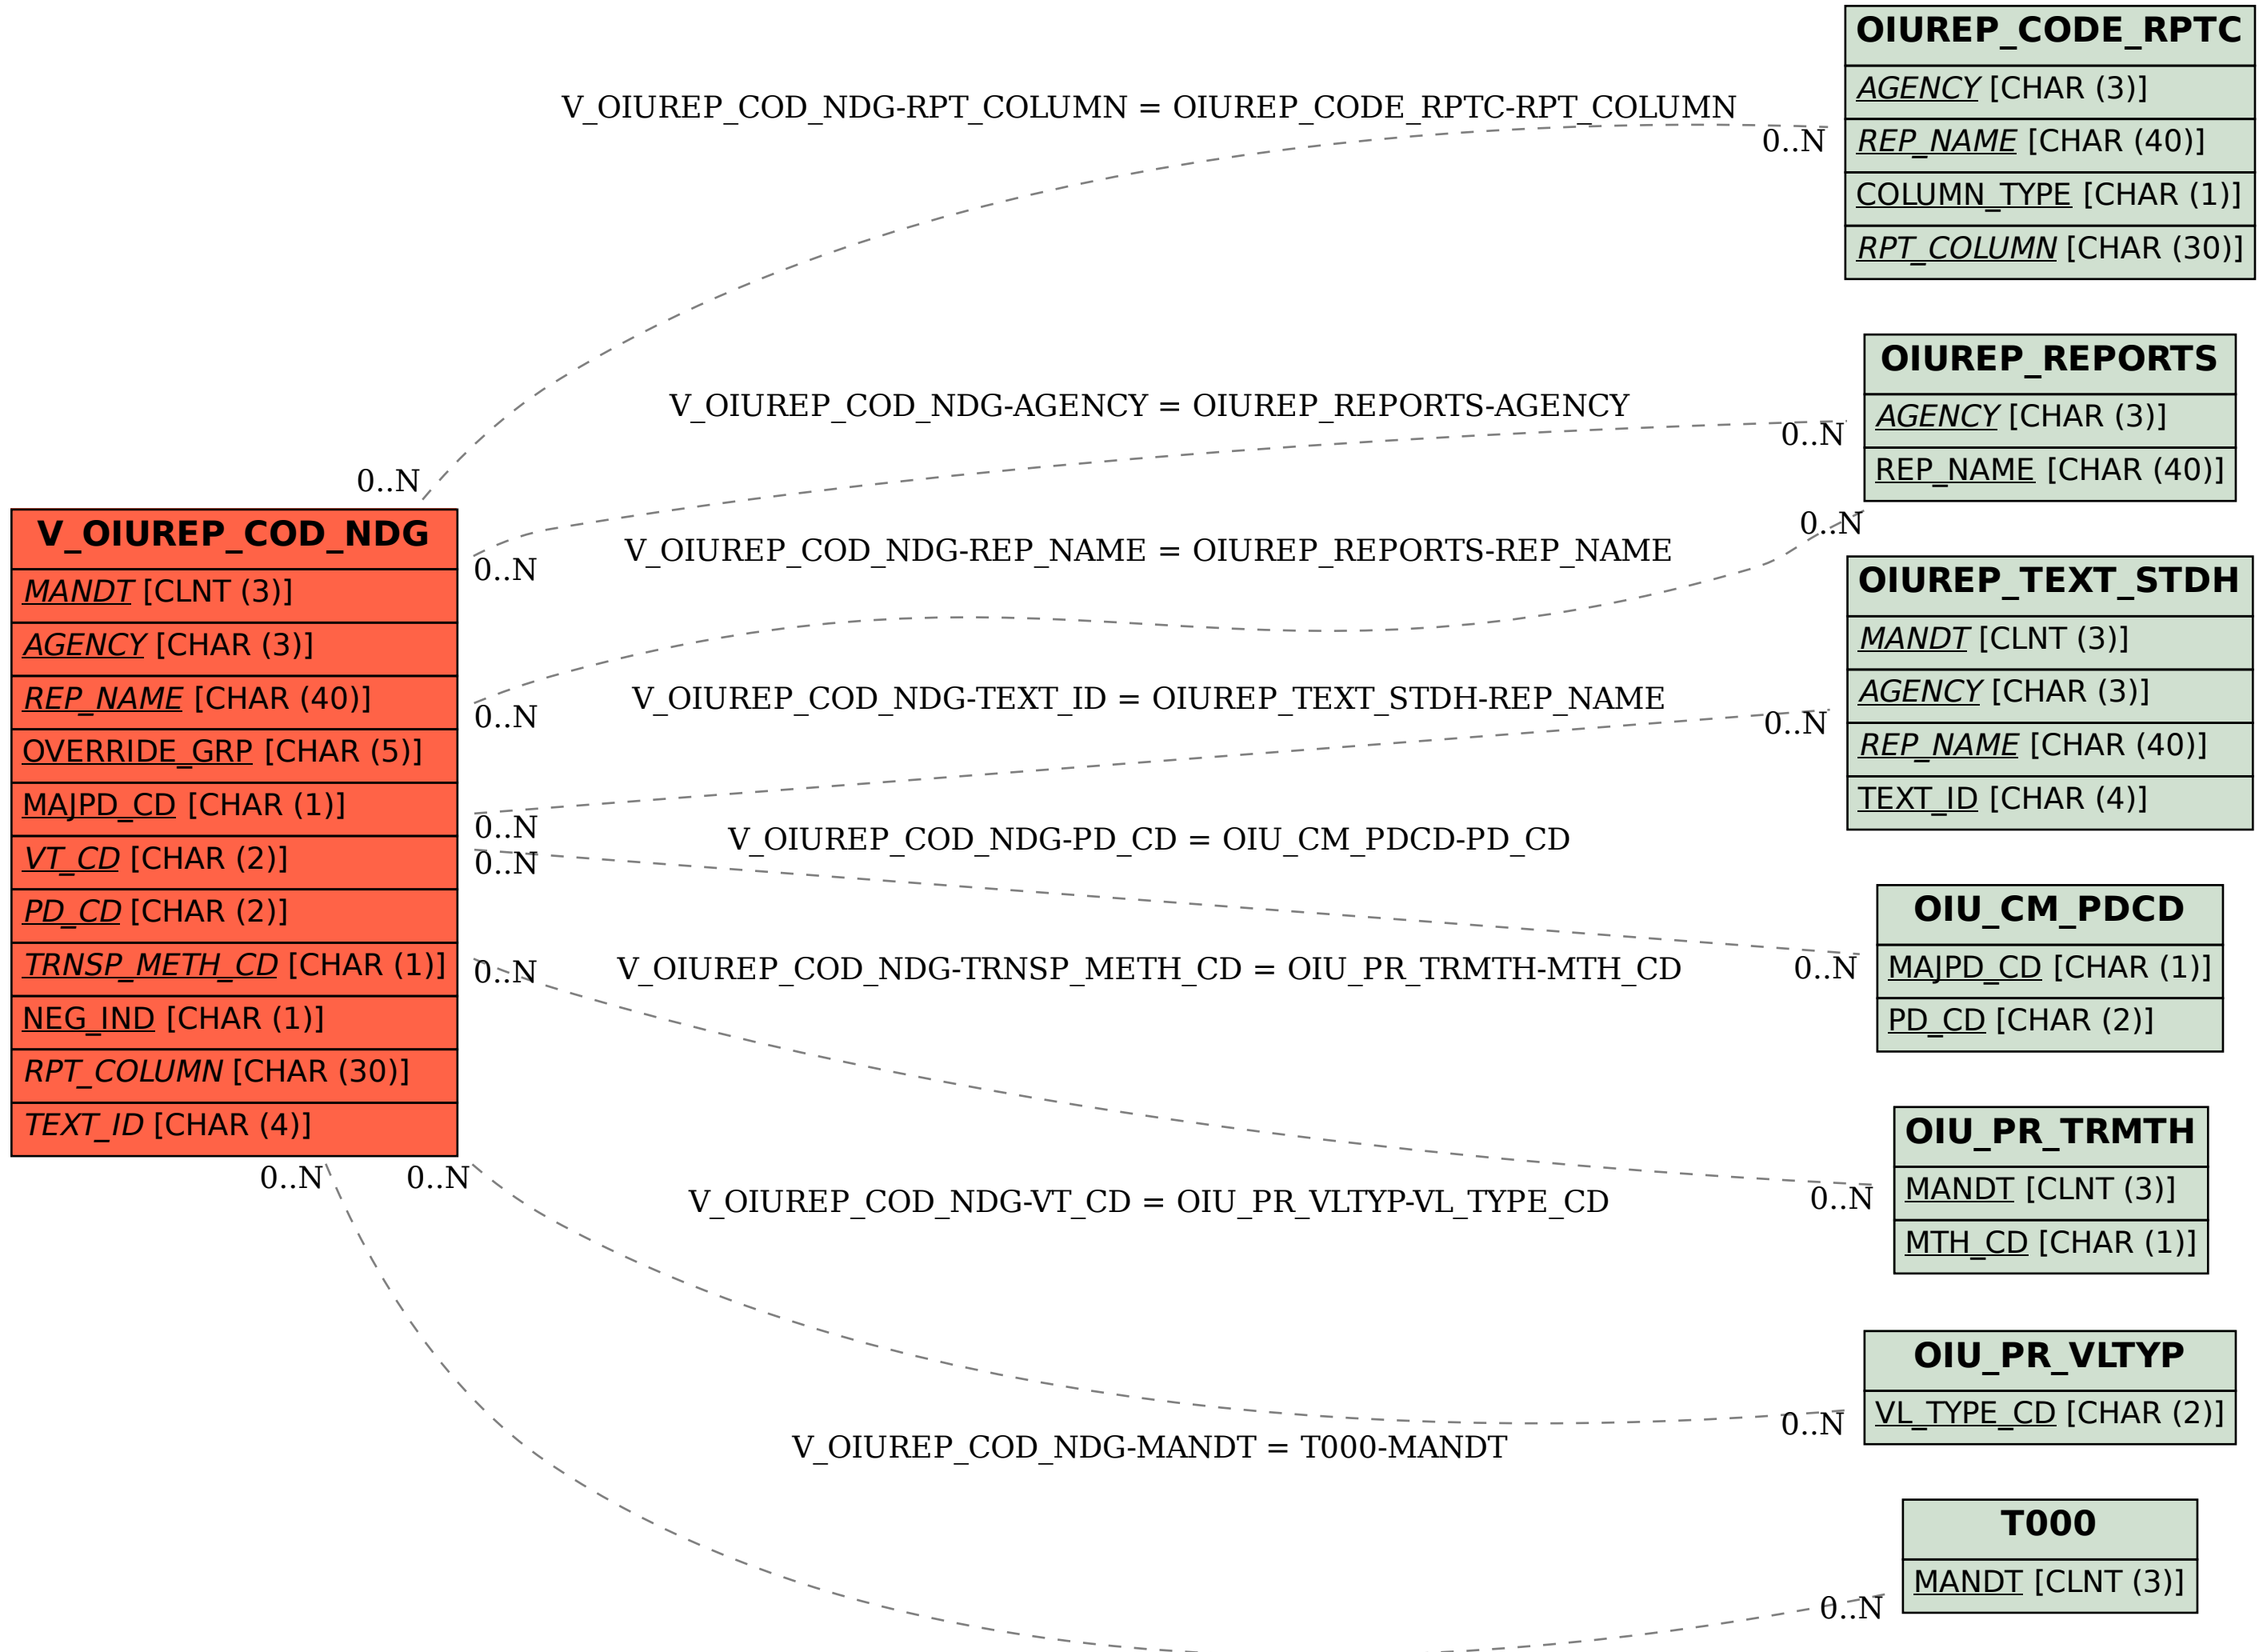 V_OIUREP_COD_NDG
MANDT [CLNT (3)]
AGENCY [CHAR (3)]
REP_NAME [CHAR (40)]
OVERRIDE_GRP [CHAR (5)]
MAJPD_CD [CHAR (1)]
VT_CD [CHAR (2)]
PD_CD [CHAR (2)]
TRNSP_METH_CD [CHAR (1)]
NEG_IND [CHAR (1)]
RPT_COLUMN [CHAR (30)]
TEXT_ID [CHAR (4)]
V_OIUREP_COD_NDG-RPT_COLUMN = OIUREP_CODE_RPTC-RPT_COLUMN
0..N
0..N
V_OIUREP_COD_NDG-AGENCY = OIUREP_REPORTS-AGENCY
0..N
0..N
V_OIUREP_COD_NDG-REP_NAME = OIUREP_REPORTS-REP_NAME
0..N
0..N
V_OIUREP_COD_NDG-TEXT_ID = OIUREP_TEXT_STDH-REP_NAME
0..N
0..N
V_OIUREP_COD_NDG-PD_CD = OIU_CM_PDCD-PD_CD
0..N
0..N
V_OIUREP_COD_NDG-TRNSP_METH_CD = OIU_PR_TRMTH-MTH_CD
0..N
0..N
V_OIUREP_COD_NDG-VT_CD = OIU_PR_VLTYP-VL_TYPE_CD
0..N
0..N
V_OIUREP_COD_NDG-MANDT = T000-MANDT
0..N
0..N
OIUREP_CODE_RPTC
AGENCY [CHAR (3)]
REP_NAME [CHAR (40)]
COLUMN_TYPE [CHAR (1)]
RPT_COLUMN [CHAR (30)]
OIUREP_REPORTS
AGENCY [CHAR (3)]
REP_NAME [CHAR (40)]
OIUREP_TEXT_STDH
MANDT [CLNT (3)]
AGENCY [CHAR (3)]
REP_NAME [CHAR (40)]
TEXT_ID [CHAR (4)]
OIU_CM_PDCD
MAJPD_CD [CHAR (1)]
PD_CD [CHAR (2)]
OIU_PR_TRMTH
MANDT [CLNT (3)]
MTH_CD [CHAR (1)]
OIU_PR_VLTYP
VL_TYPE_CD [CHAR (2)]
T000
MANDT [CLNT (3)]